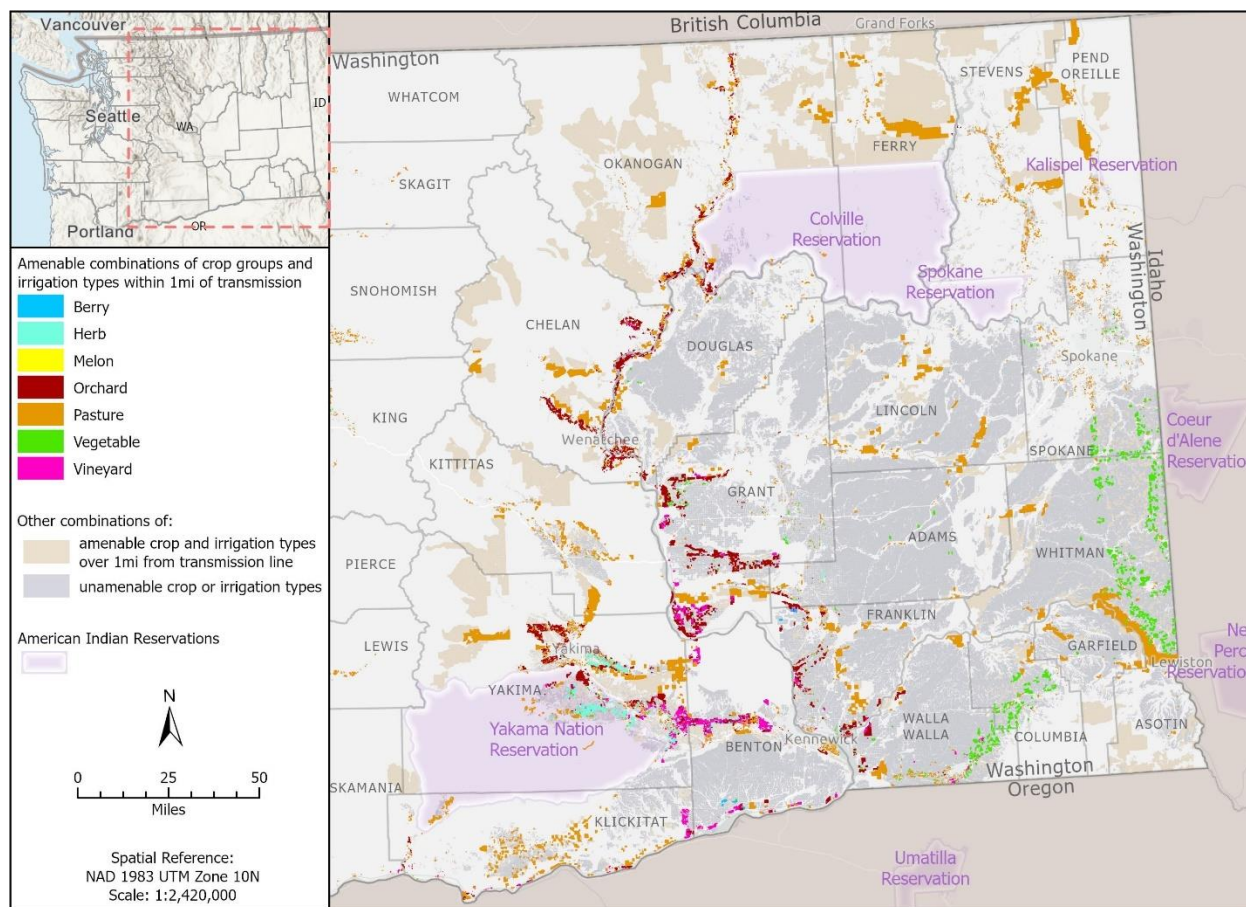 Vancouver
Seattle
WA
ID
Portland
OR
Amenable combinations of crop groups and
irrigation types within 1mi of transmission
Berry
Herb
Melon
Orchard
Pasture
Vegetable
Vineyard
Other combinations of:
amenable crop and irrigation types
over 1mi from transmission line
unamenable crop or irrigation types
American Indian Reservations
N
0 25 50
Miles
Spatial Reference:
NAD 1983 UTM Zone 10N
Scale: 1:2,420,000
British Columbia
Grand Forks
Washington
WHATCOM
STEVENS
PEND
OREILLE
OKANOGAN
FERRY
SKAGIT
Kalispel Reservation
Colville
Reservation
Idaho
Washington
Spokane
Reservation
SNOHOMISH
CHELAN
DOUGLAS
Spokane
KING
LINCOLN
Coeur
d'Alene
Reservatio
Wenatchee
KITTITAS
SPOKANE
GRANT
ADAMS
WHITMAN
PIERCE
FRANKLIN
LEWIS
Yakima
GARFIELD
Lewiston
Ne
Perc
Reservation
YAKIMA
Yakama Nation
Reservation
WALLA
WALLA
ASOTIN
BENTON
Kennewick
COLUMBIA
SKAMANIA
Washington
Oregon
KLICKITAT
Umatilla
Reservation